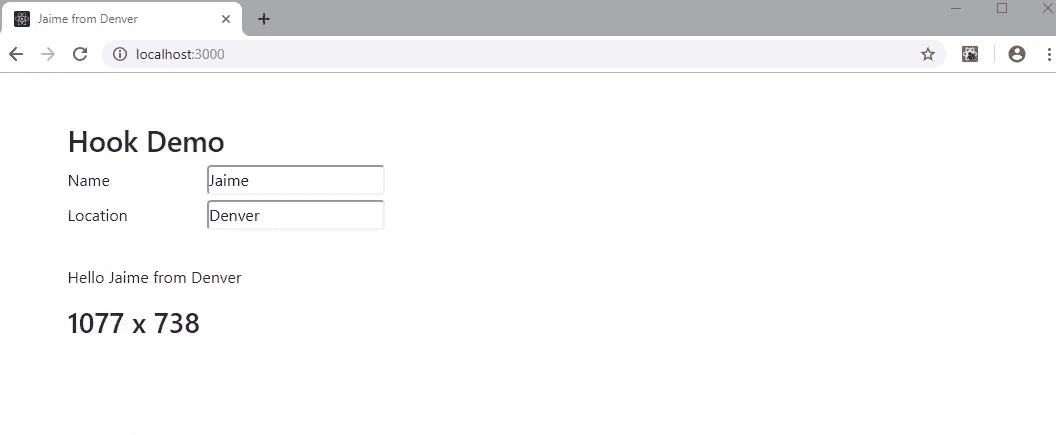 Jaime from Denver
localhost:3000
Hook Demo
Name Jaime
Location Denver
Hello Jaime from Denver
1077 x 738